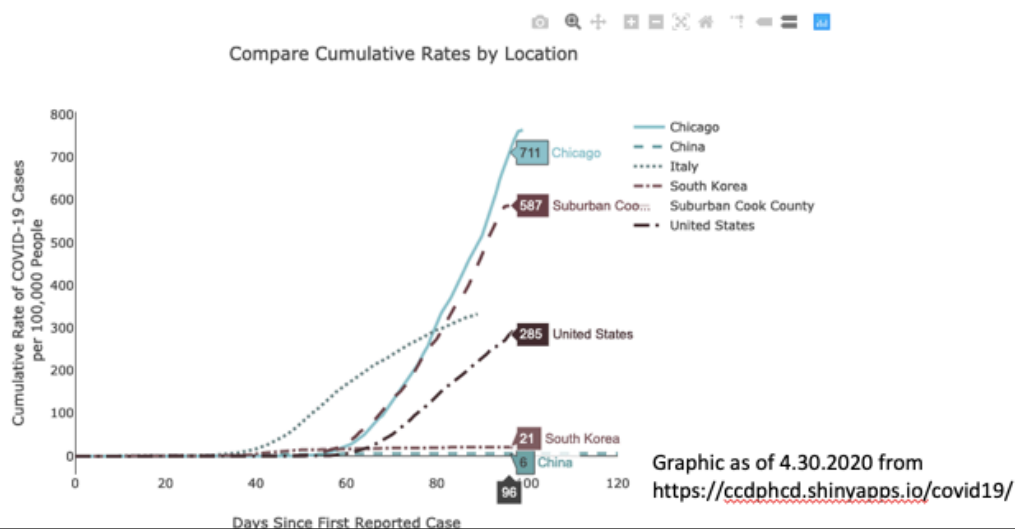 Compare Cumulative Rates by Location
Cumulative Rate of COVID-19 Cases
per 100,000 People
800
700
600
500
400
300
200
100
0
0
20
40
60
80
100
120
96
Days Since First Reported Case
711 Chicago
587 Suburban Coo...
285 United States
21 South Korea
6 China
Chicago
China
Italy
South Korea
Suburban Cook County
United States
Graphic as of 4.30.2020 from
https://ccdphcd.shinyapps.io/covid19/